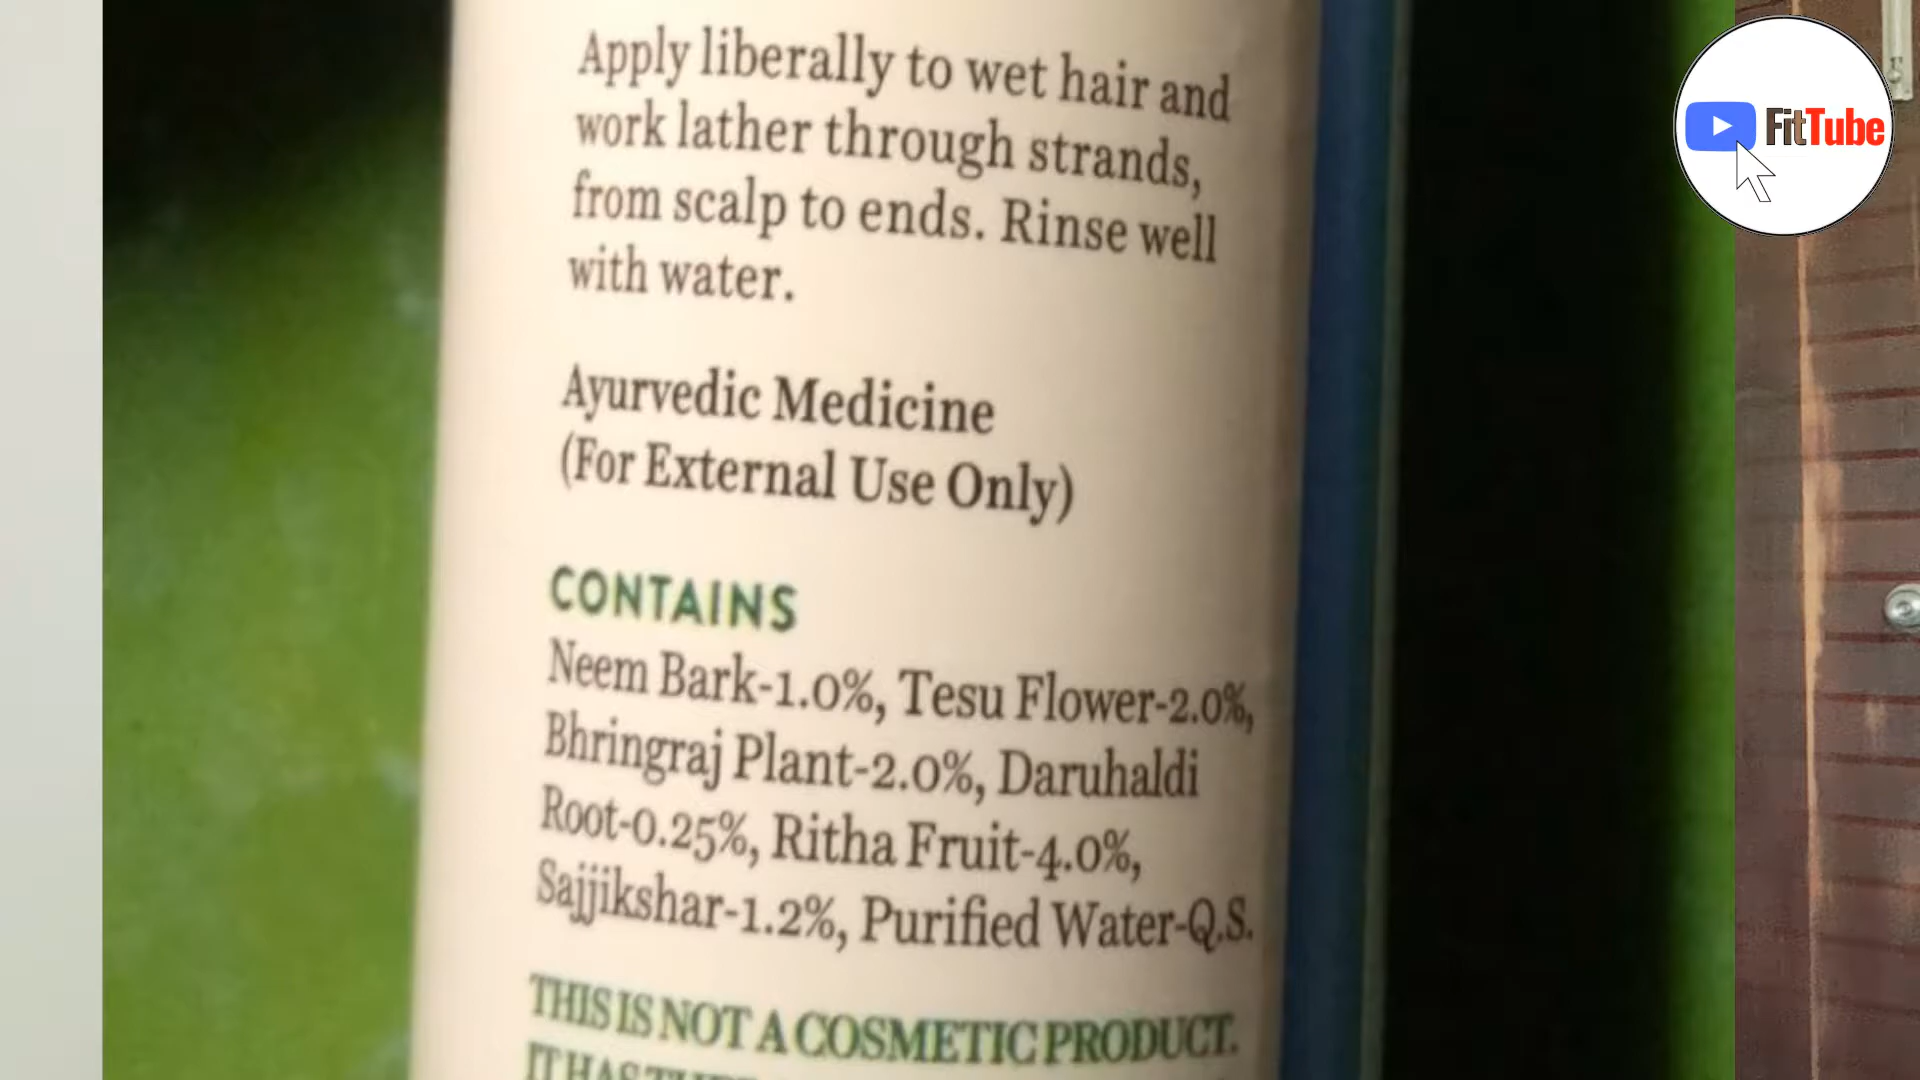 Apply liberally to wet hair and
work lather through strands,
from scalp to ends. Rinse well
with water.
Ayurvedic Medicine
(For External Use Only)
CONTAINS
Neem Bark-1.0%, Tesu Flower-2.0%,
Bhringraj Plant-2.0%, Daruhaldi
Root-0.25%, Ritha Fruit-4.0%,
Sajjikshar-1.2%, Purified Water-Q.S.
THIS IS NOT A COSMETIC PRODUCT.
IT HAS
FitTube